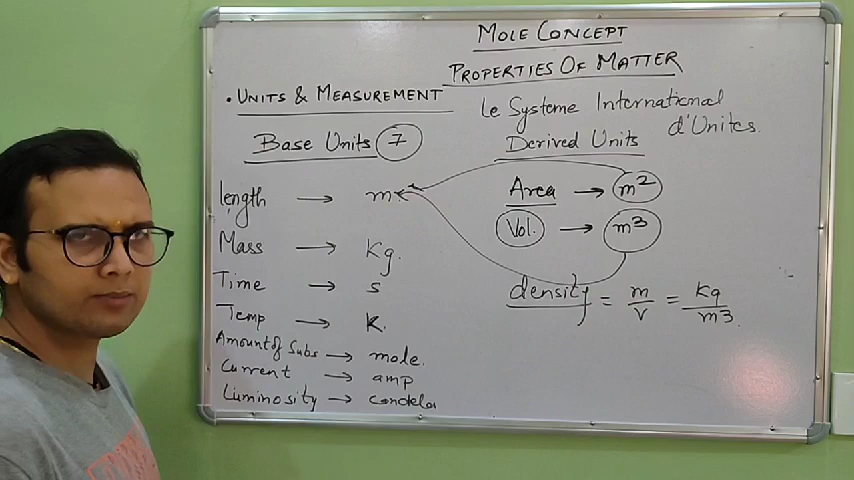 MOLE CONCEPT
PROPERTIES OF MATTER
• UNITS & MEASUREMENT
Le Systeme International
d'Unites.
Base Units 7
Derived Units
length → m
Area → m²
Mass → Kg.
Vol. → m³
Time → s
density = m/v = kg/m³.
Temp → K.
Amount of Subs → mole.
Current → amp
Luminosity → candela